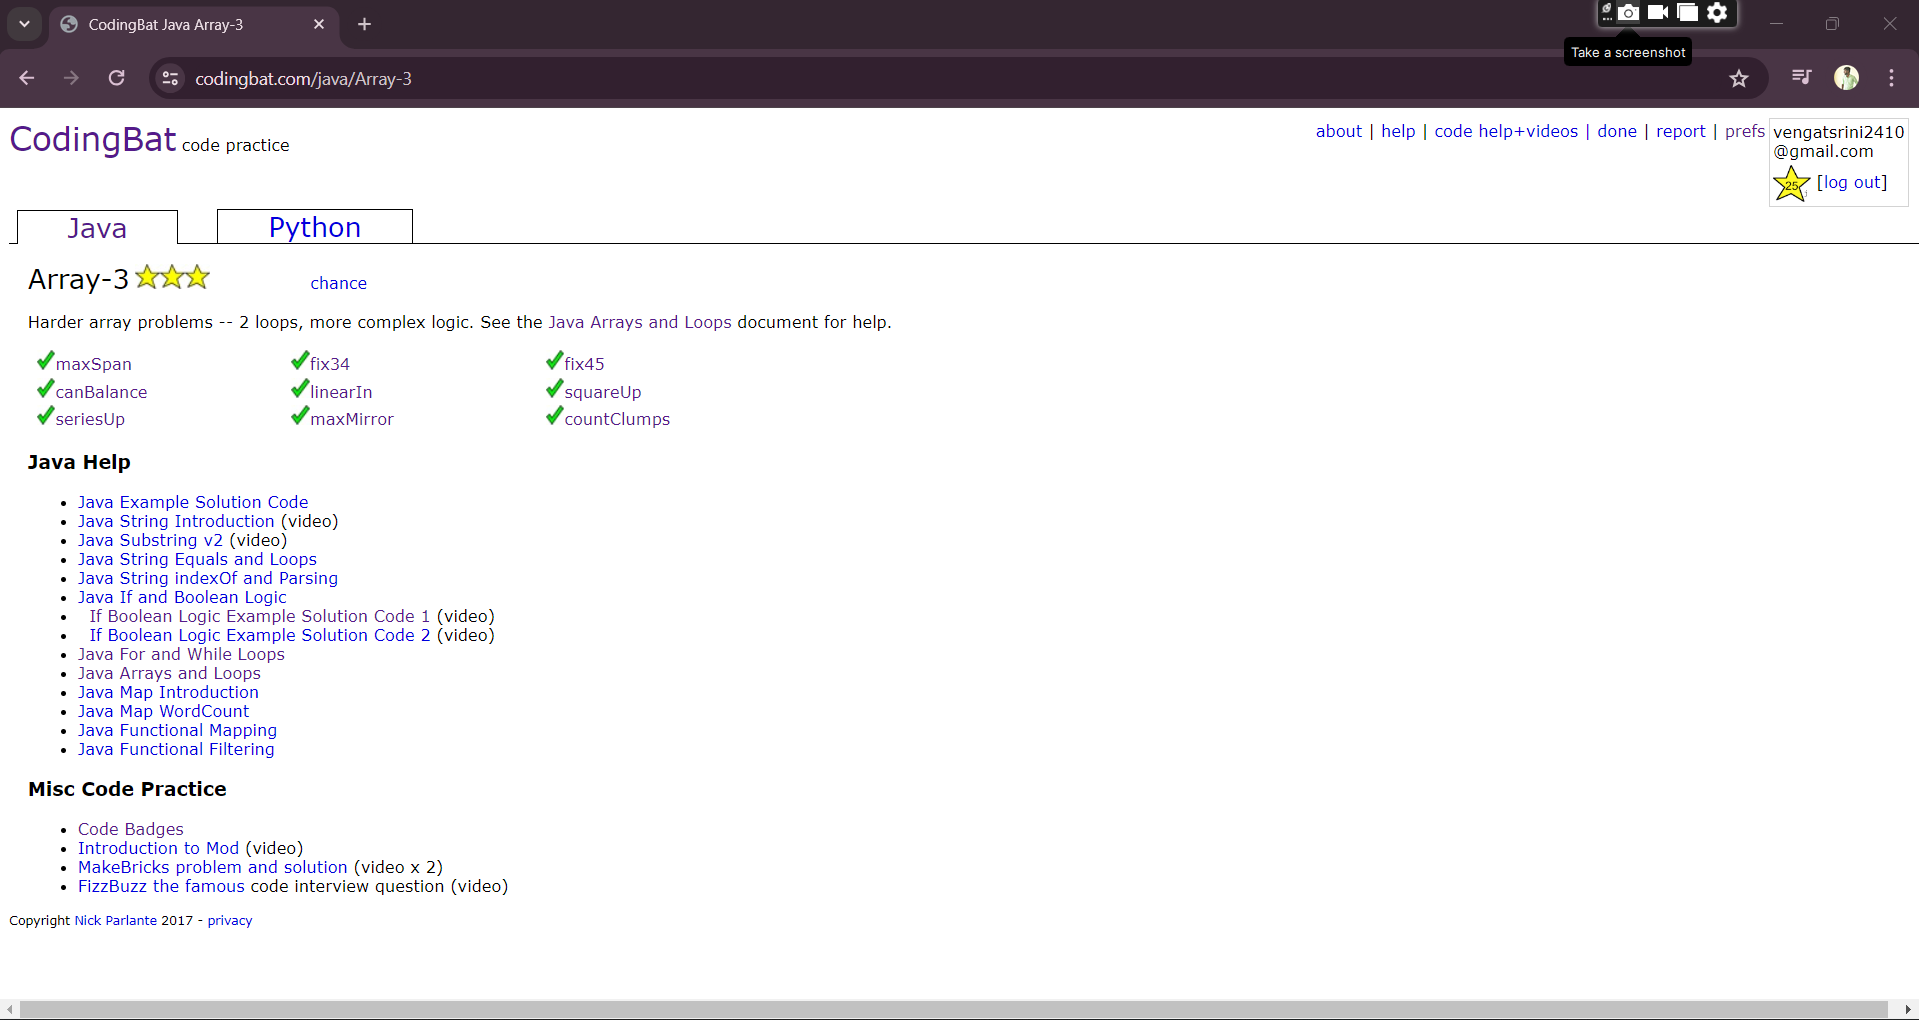 CodingBat Java Array-3
Take a screenshot
codingbat.com/java/Array-3
CodingBat code practice
about | help | code help+videos | done | report | prefs
vengatsrini2410
@gmail.com
25 [log out]
Java Python
Array-3 chance
Harder array problems -- 2 loops, more complex logic. See the Java Arrays and Loops document for help.
maxSpan fix34 fix45
canBalance linearIn squareUp
seriesUp maxMirror countClumps
Java Help
Java Example Solution Code
Java String Introduction (video)
Java Substring v2 (video)
Java String Equals and Loops
Java String indexOf and Parsing
Java If and Boolean Logic
If Boolean Logic Example Solution Code 1 (video)
If Boolean Logic Example Solution Code 2 (video)
Java For and While Loops
Java Arrays and Loops
Java Map Introduction
Java Map WordCount
Java Functional Mapping
Java Functional Filtering
Misc Code Practice
Code Badges
Introduction to Mod (video)
MakeBricks problem and solution (video x 2)
FizzBuzz the famous code interview question (video)
Copyright Nick Parlante 2017 - privacy